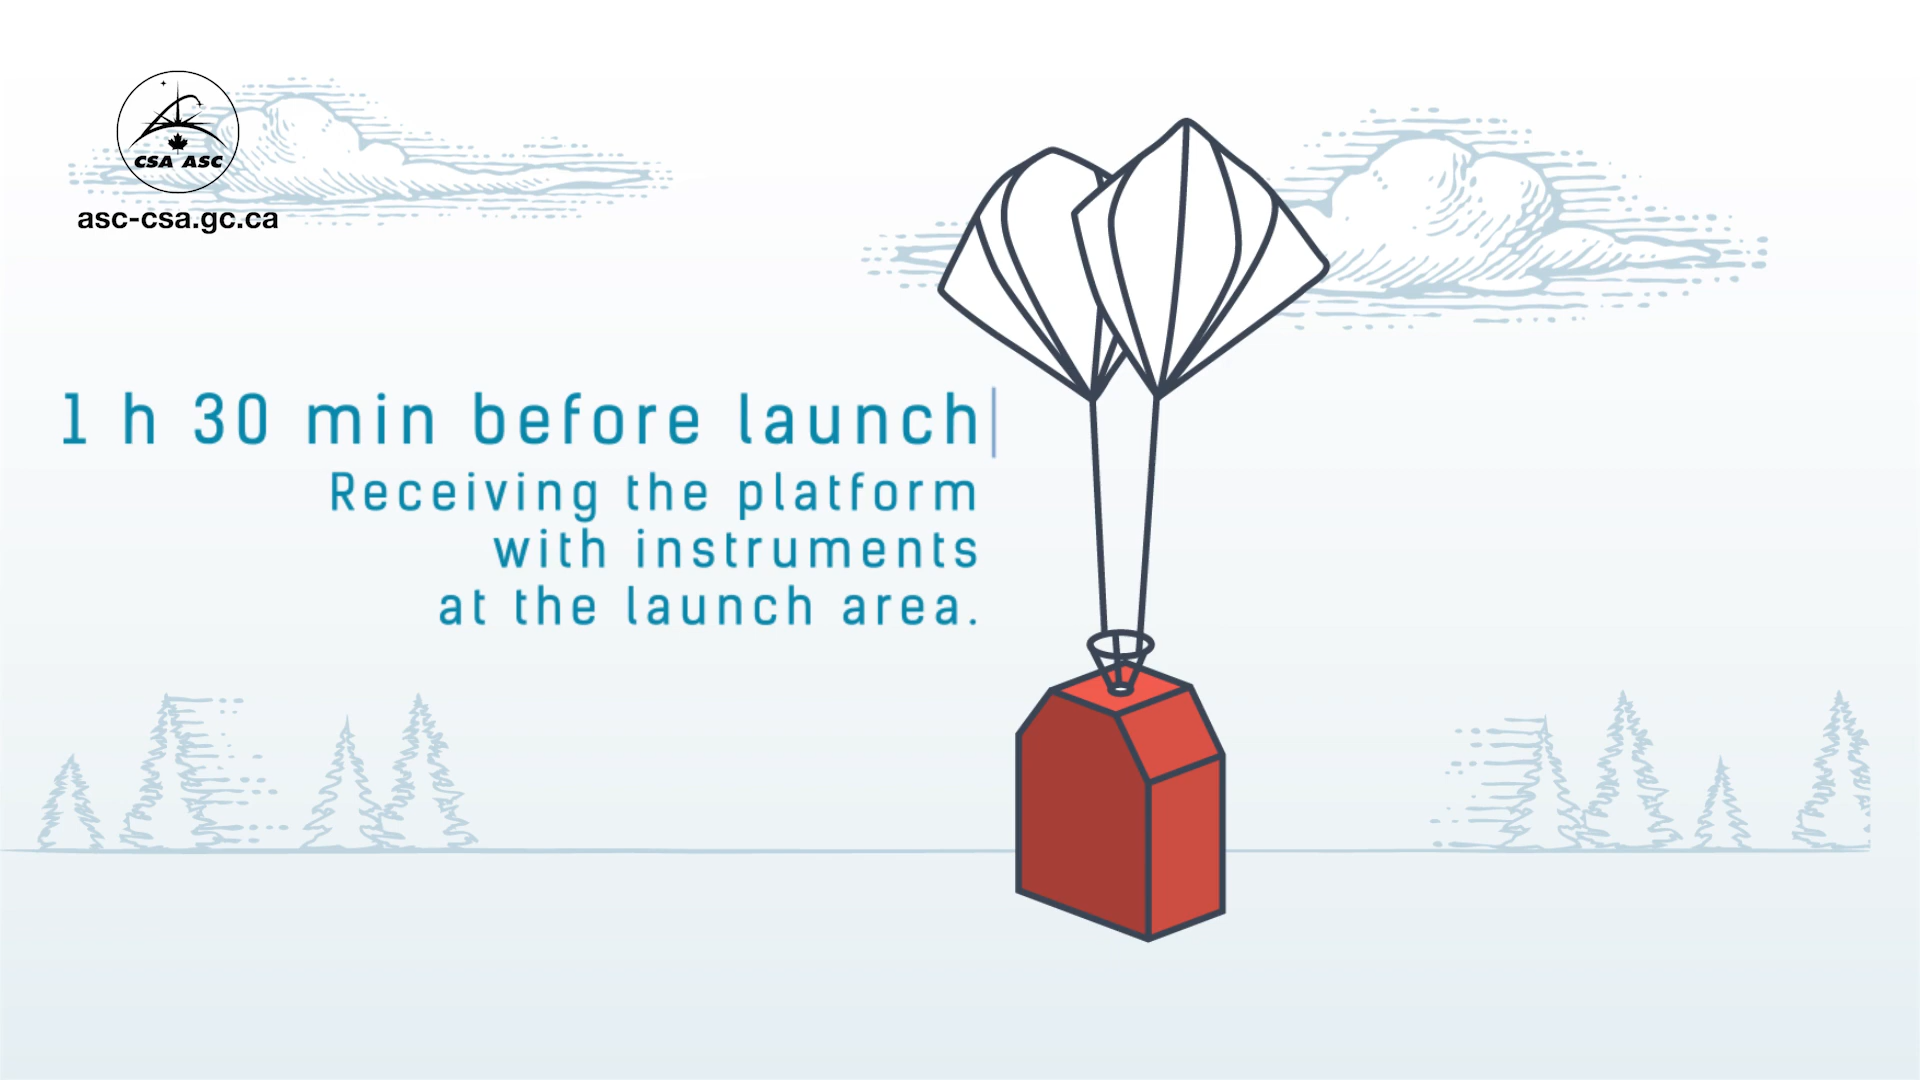 CSA ASC
asc-csa.gc.ca
1 h 30 min before launch
Receiving the platform
with instruments
at the launch area.